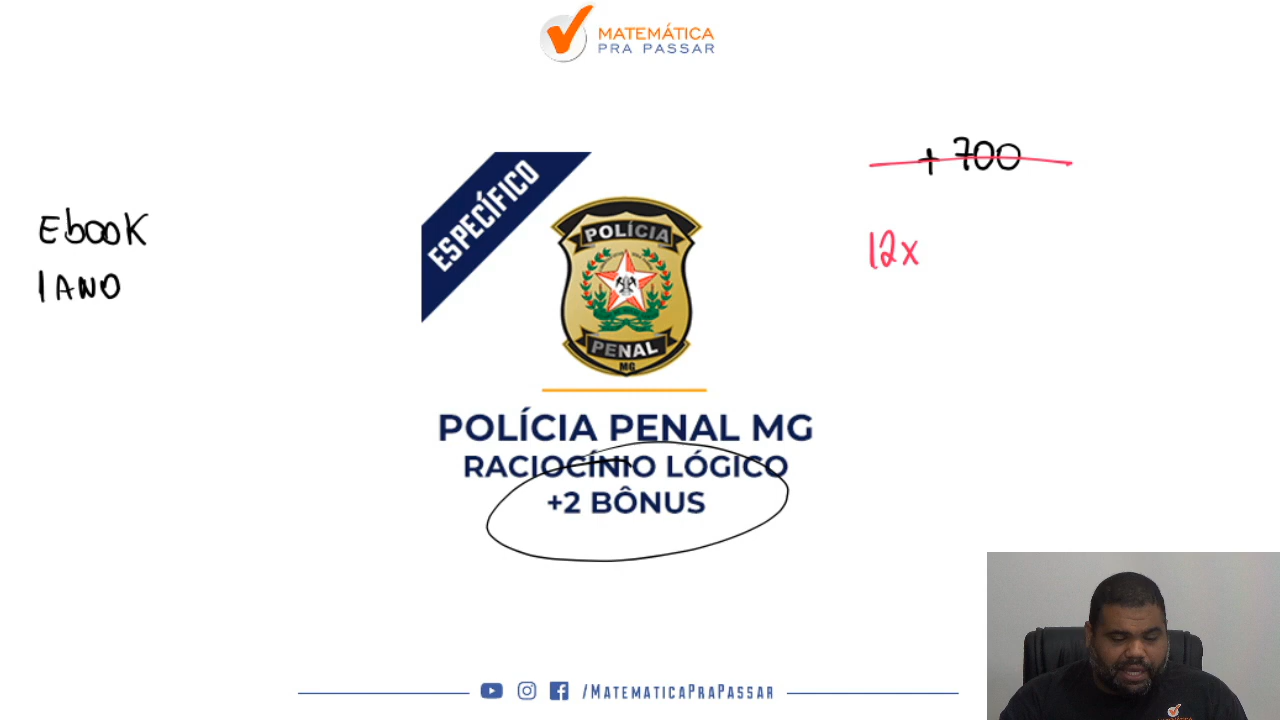 MATEMÁTICA
PRA PASSAR
+ 700
ESPECÍFICO
POLÍCIA
Ebook
12x
1 ANO
PENAL
MG
POLÍCIA PENAL MG
RACIOCÍNIO LÓGICO
+2 BÔNUS
/MATEMATICAPRAPASSAR